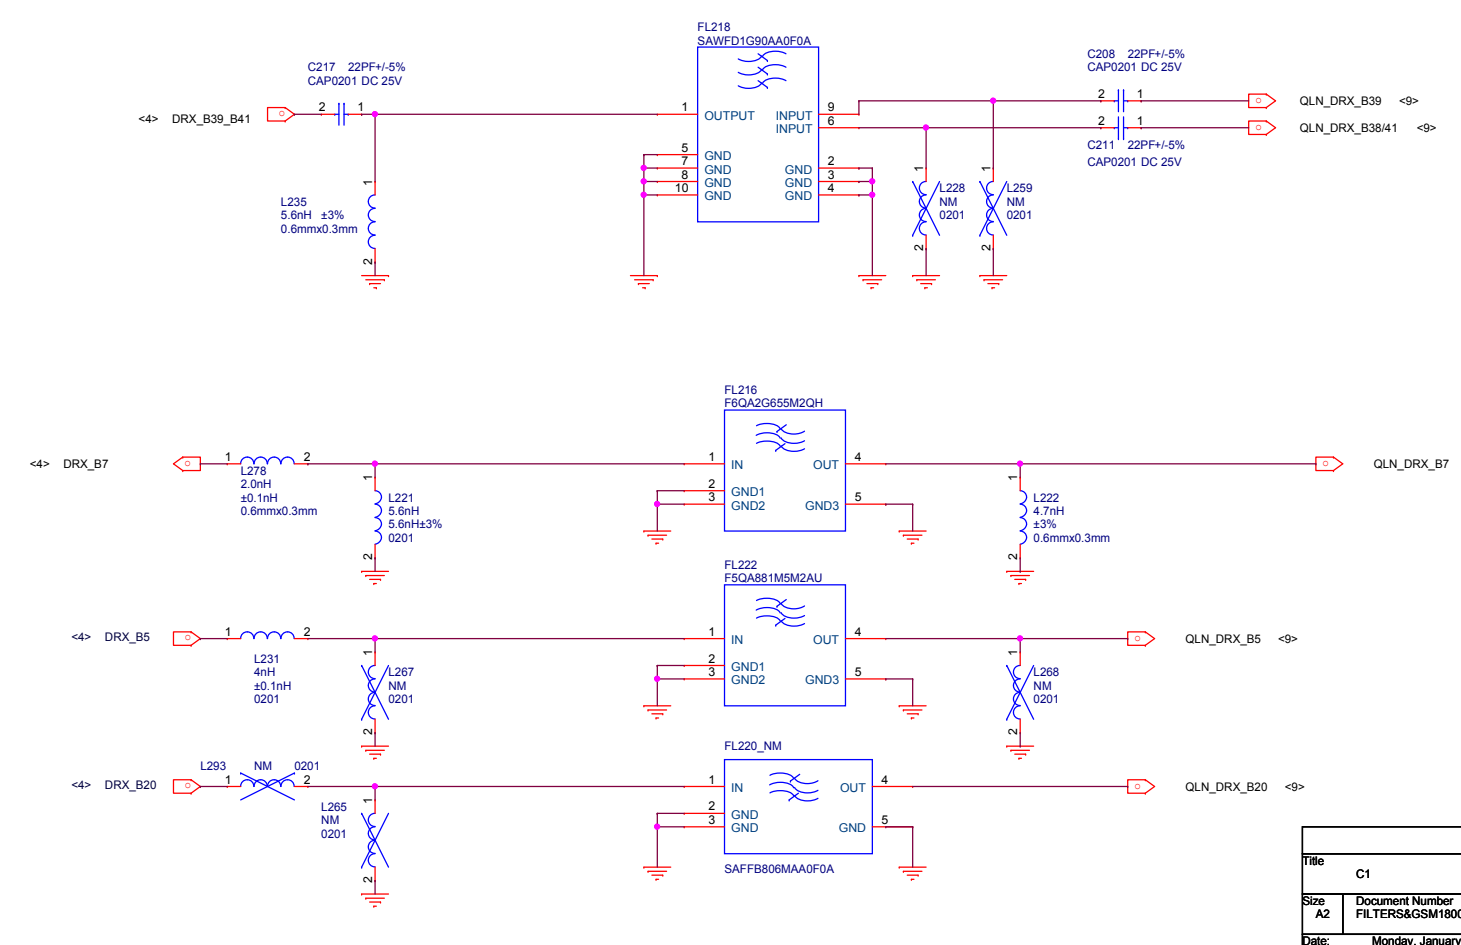 FL218
SAWFD1G90AA0F0A
C217 22PF+/-5%
CAP0201 DC 25V
C208 22PF+/-5%
CAP0201 DC 25V
<4> DRX_B39_B41
2 1
1 OUTPUT
INPUT 9
INPUT 6
2 1
QLN_DRX_B39 <9>
2 1
QLN_DRX_B38/41 <9>
C211 22PF+/-5%
CAP0201 DC 25V
5 GND
7 GND
8 GND
10 GND
GND 2
GND 3
GND 4
1
L235
5.6nH ±3%
0.6mmx0.3mm
2
1
L228
NM
0201
2
1
L259
NM
0201
2
FL216
F6QA2G655M2QH
<4> DRX_B7
1 2
L278
2.0nH
±0.1nH
0.6mmx0.3mm
1
L221
5.6nH
5.6nH±3%
0201
2
1 IN
OUT 4
2 GND1
3 GND2
GND3 5
QLN_DRX_B7
1
L222
4.7nH
±3%
0.6mmx0.3mm
2
FL222
F5QA881M5M2AU
<4> DRX_B5
1 2
L231
4nH
±0.1nH
0201
1
L267
NM
0201
2
1 IN
OUT 4
2 GND1
3 GND2
GND3 5
QLN_DRX_B5 <9>
1
L268
NM
0201
2
FL220_NM
L293 NM 0201
<4> DRX_B20
1 2
1
L265
NM
0201
2
1 IN
OUT 4
2 GND
3 GND
GND 5
QLN_DRX_B20 <9>
SAFFB806MAA0F0A
Title
C1
Size Document Number
A2 FILTERS&GSM1800
Date: Monday, January